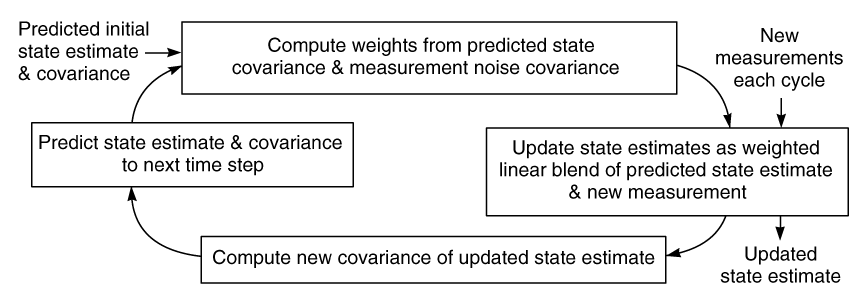 Predicted initial
state estimate
& covariance
Compute weights from predicted state
covariance & measurement noise covariance
New
measurements
each cycle
Predict state estimate & covariance
to next time step
Update state estimates as weighted
linear blend of predicted state estimate
& new measurement
Compute new covariance of updated state estimate
Updated
state estimate